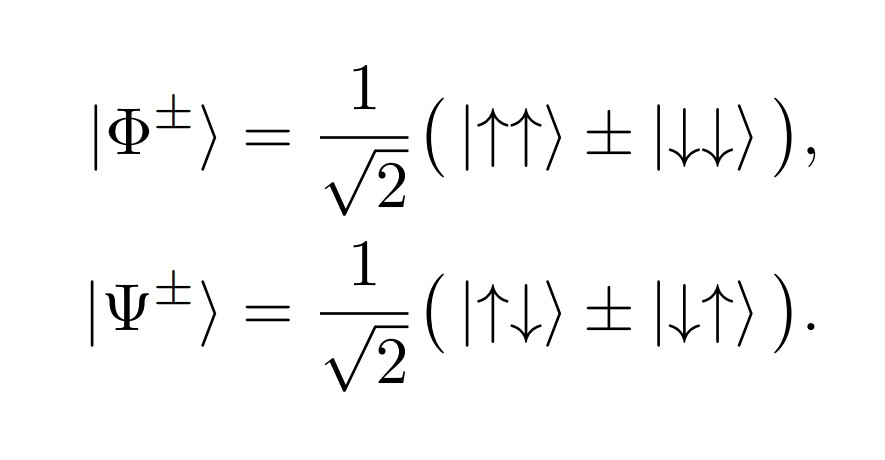 |Φ±⟩ = 1/√2 ( |↑↑⟩ ± |↓↓⟩ ),
|Ψ±⟩ = 1/√2 ( |↑↓⟩ ± |↓↑⟩ ).